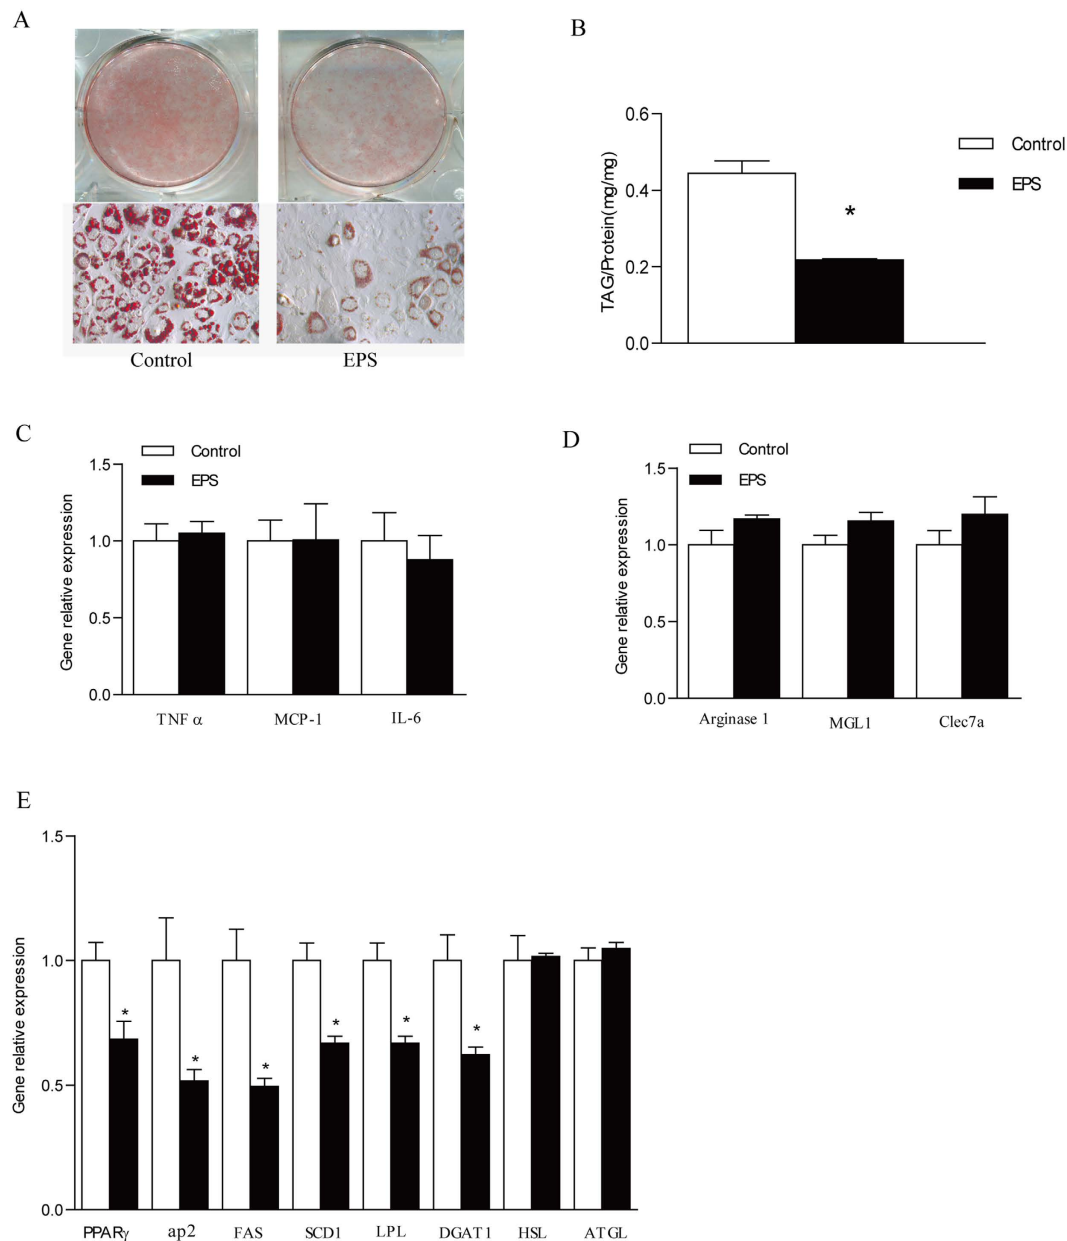 A
Control
EPS
B
TAG/Protein(mg/mg)
0.6
0.4
0.2
0.0
Control
EPS
*
C
Control
EPS
Gene relative expression
1.5
1.0
0.5
0.0
TNF α
MCP-1
IL-6
D
Control
EPS
Gene relative expression
1.5
1.0
0.5
0.0
Arginase 1
MGL1
Clec7a
E
Gene relative expression
1.5
1.0
0.5
0.0
*
*
*
*
*
*
PPARγ
ap2
FAS
SCD1
LPL
DGAT1
HSL
ATGL